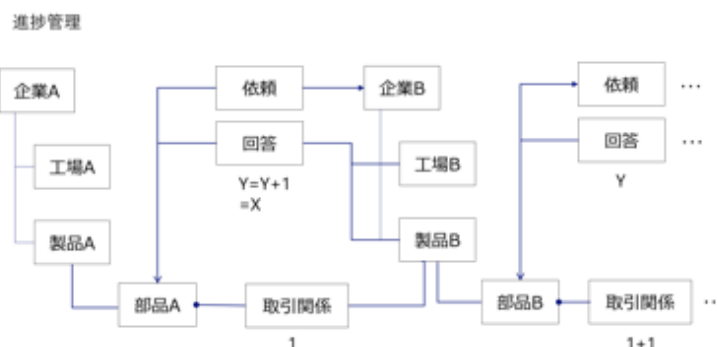 進捗管理
企業A
依頼
企業B
依頼
…
回答
回答
…
工場A
Y=Y+1
=X
工場B
Y
製品A
製品B
部品A
取引関係
部品B
取引関係
…
1
1+1